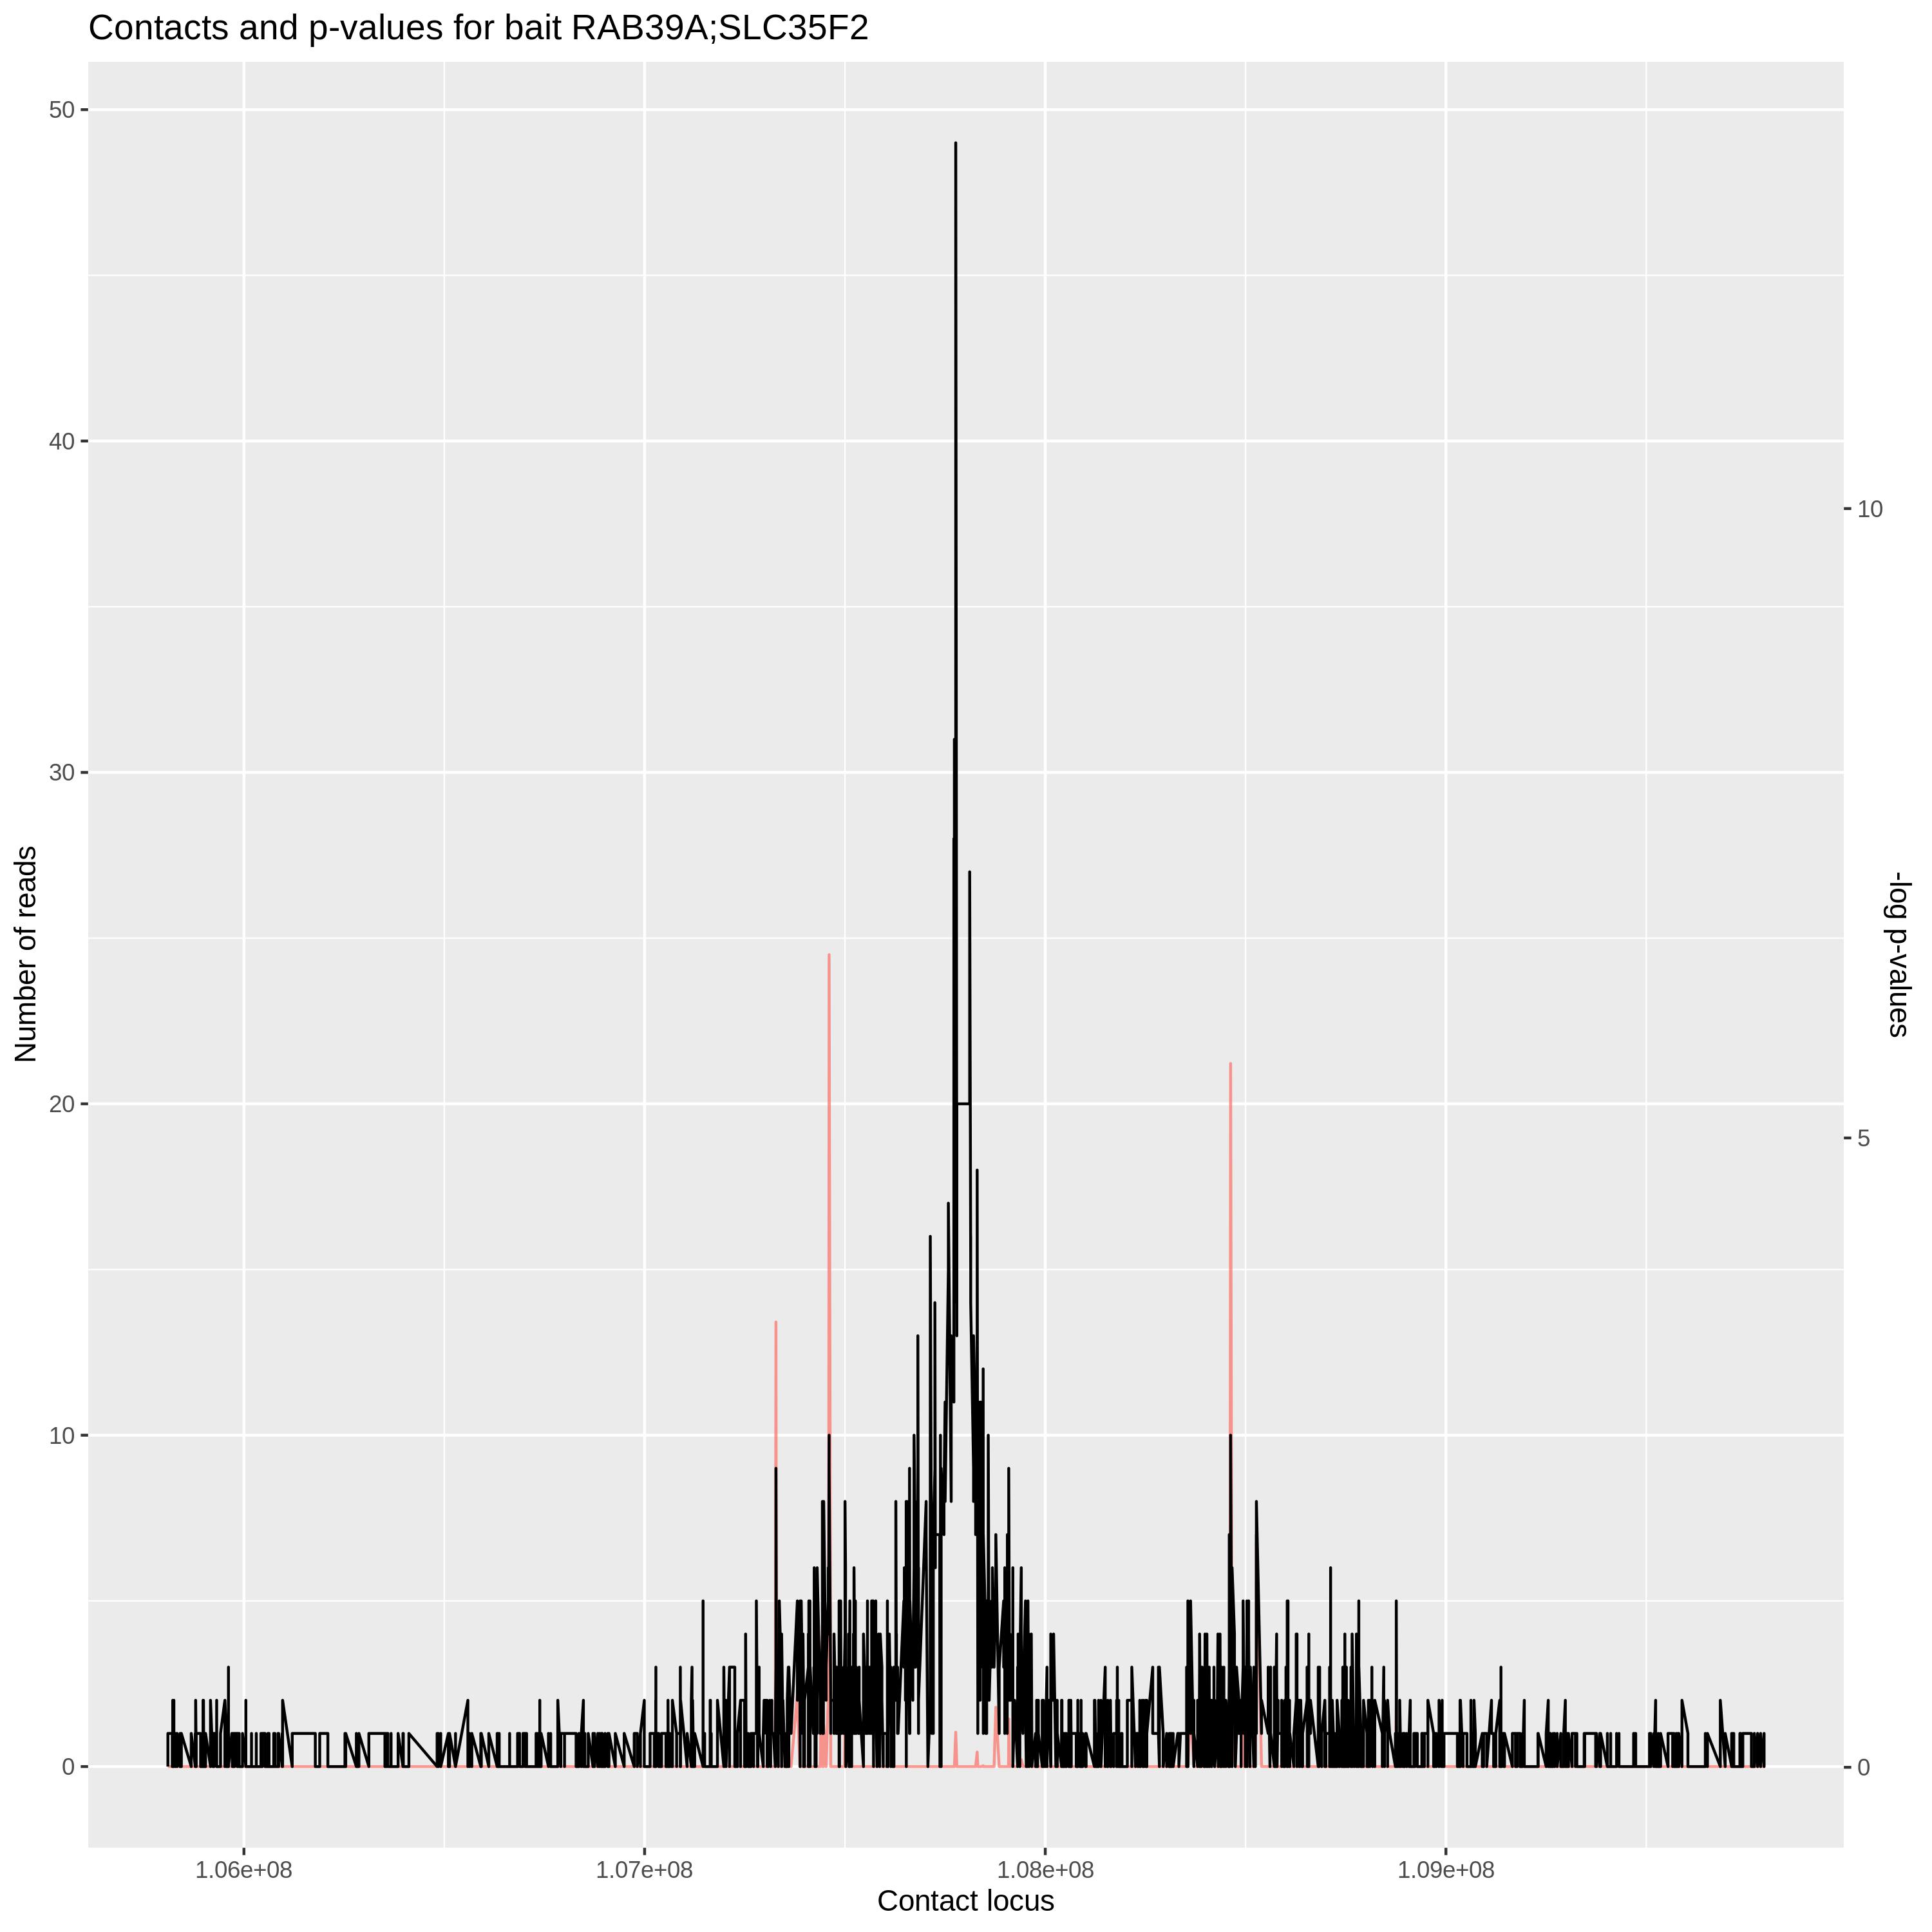 Contacts and p-values for bait RAB39A;SLC35F2
50
40
30
20
10
0
Number of reads
10
5
0
-log p-values
1.06e+08
1.07e+08
1.08e+08
1.09e+08
Contact locus